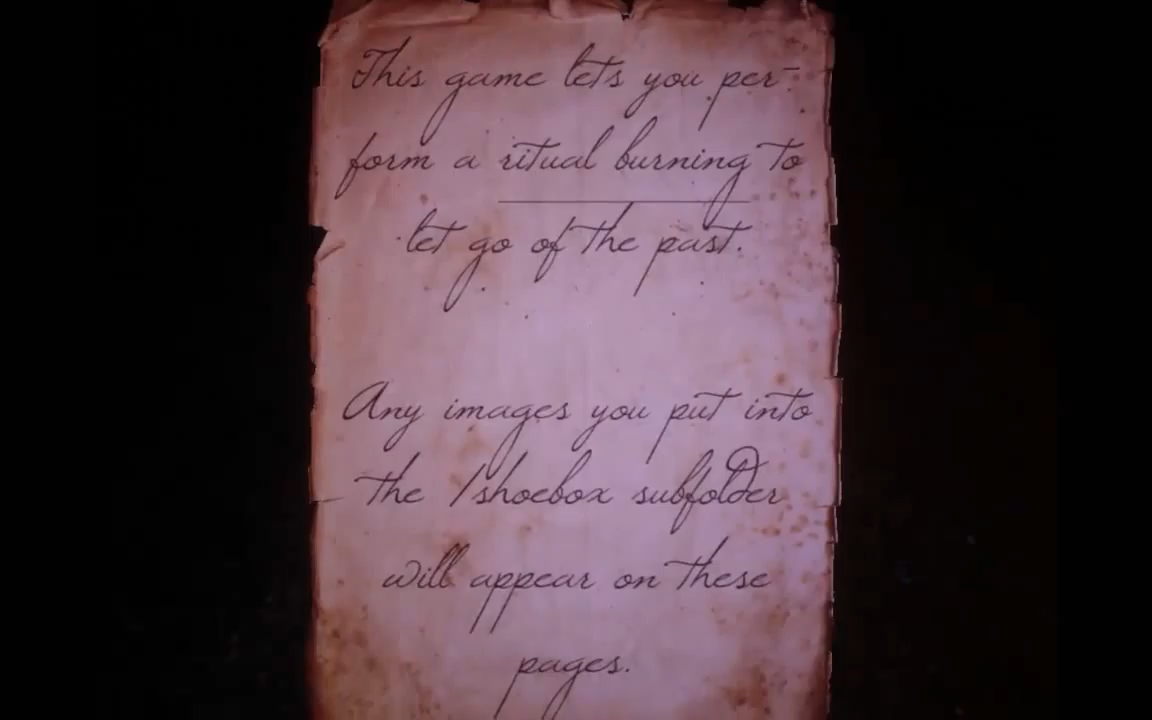 This game lets you per-
form a ritual burning to
let go of the past.
Any images you put into
the /shoebox subfolder
will appear on these
pages.